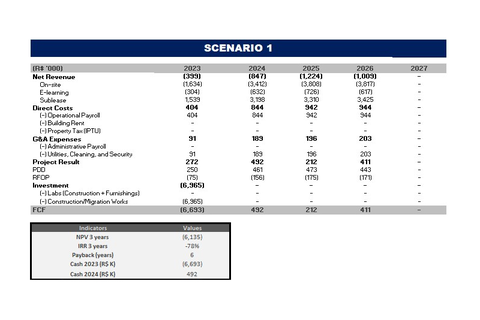 SCENARIO 1
(R$ '000) 2023 2024 2025 2026 2027
Net Revenue (399) (847) (1,224) (1,009) –
On-site (1,634) (3,412) (3,808) (3,817) –
E-learning (304) (632) (726) (617) –
Sublease 1,539 3,198 3,310 3,425 –
Direct Costs 404 844 942 944 –
(-) Operational Payroll 404 844 942 944 –
(-) Building Rent – – – – –
(-) Property Tax (IPTU) – – – – –
G&A Expenses 91 189 196 203 –
(-) Administrative Payroll – – – – –
(-) Utilities, Cleaning, and Security 91 189 196 203 –
Project Result 272 492 212 411 –
PDD 250 461 473 443 –
RFOP (75) (156) (175) (171) –
Investment (6,965) – – – –
(-) Labs (Construction + Furnishings) – – – – –
(-) Construction/Migration Works (6,965) – – – –
FCF (6,693) 492 212 411 –
Indicators Values
NPV 3 years (6,135)
IRR 3 years -78%
Payback (years) 6
Cash 2023 (R$ K) (6,693)
Cash 2024 (R$ K) 492